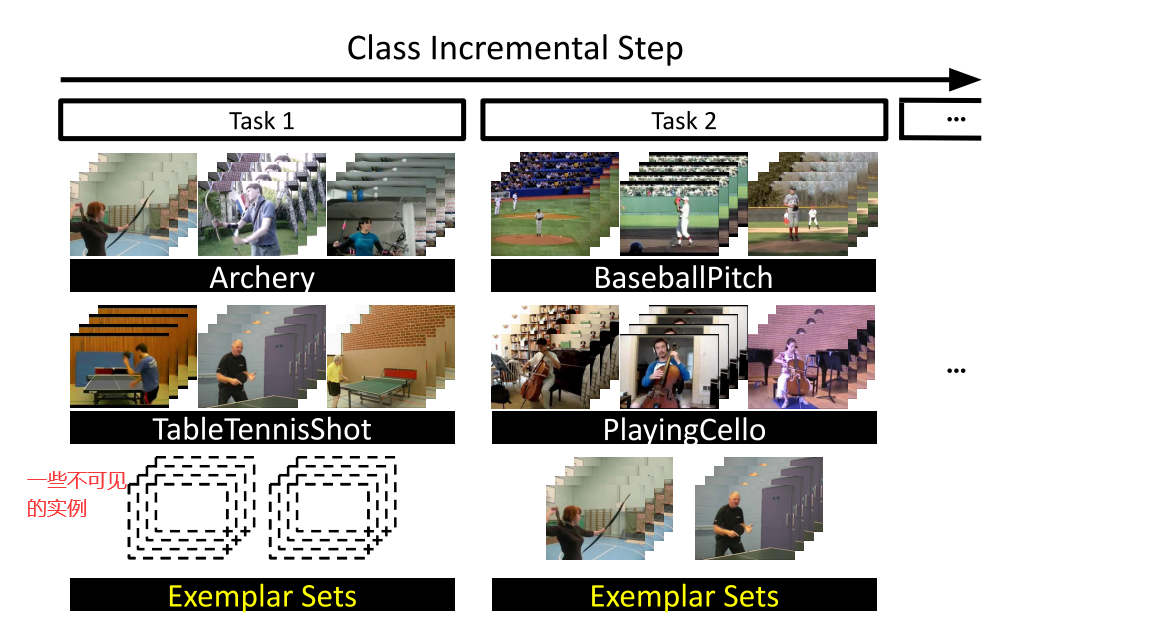 Class Incremental Step
Task 1
Task 2
...
Archery
BaseballPitch
TableTennisShot
PlayingCello
...
一些不可见
的实例
Exemplar Sets
Exemplar Sets